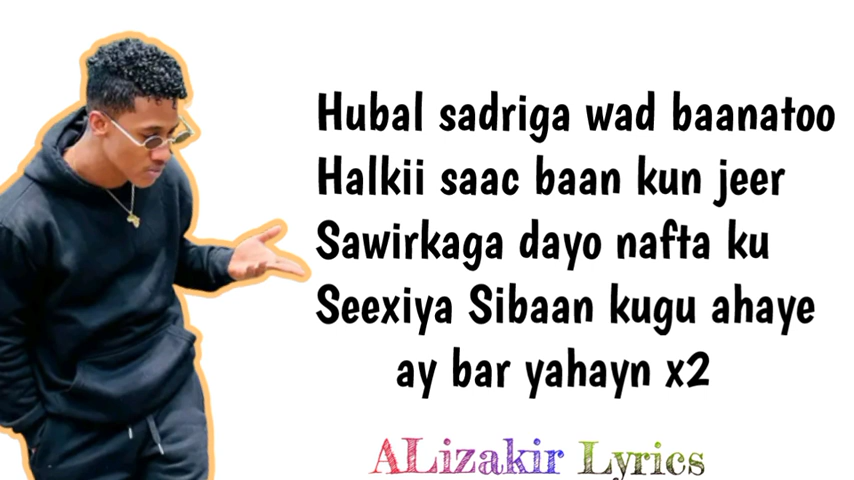 Hubal sadriga wad baanatoo
Halkii saac baan kun jeer
Sawirkaga dayo nafta ku
Seexiya Sibaan kugu ahaye
ay bar yahayn x2
ALizakir Lyrics